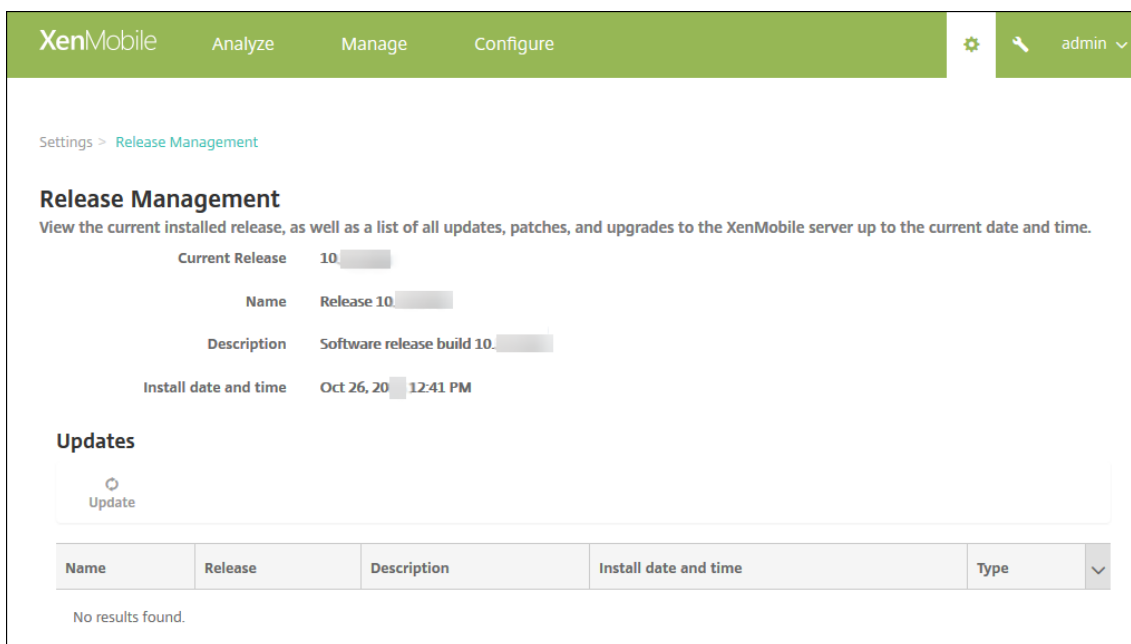 XenMobile Analyze Manage Configure admin
Settings > Release Management
Release Management
View the current installed release, as well as a list of all updates, patches, and upgrades to the XenMobile server up to the current date and time.
Current Release 10.
Name Release 10.
Description Software release build 10.
Install date and time Oct 26, 20 12:41 PM
Updates
Update
Name Release Description Install date and time Type
No results found.